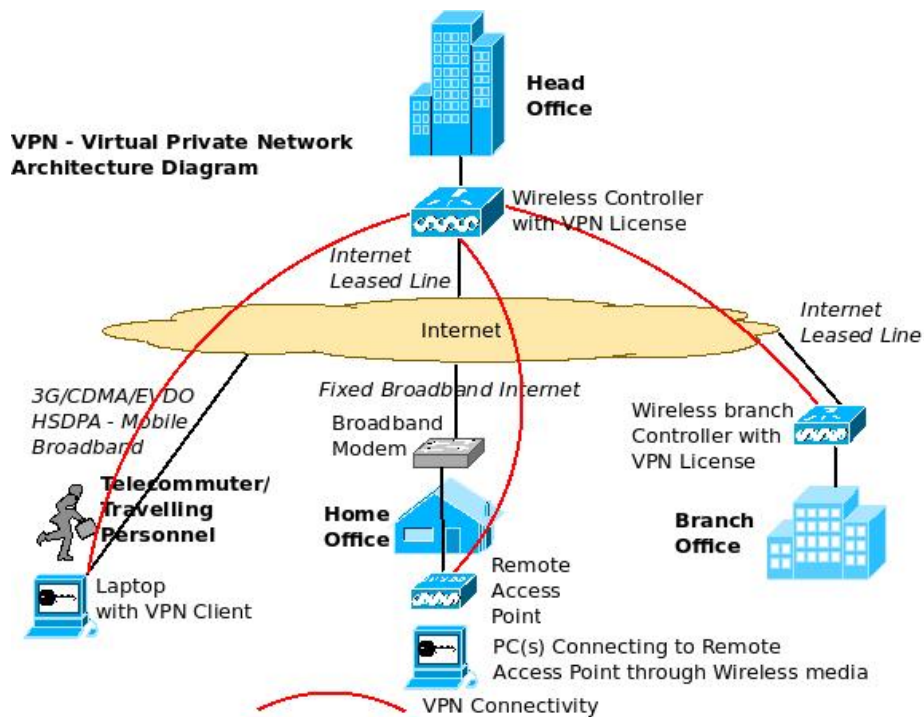 Head
Office
VPN - Virtual Private Network
Architecture Diagram
Wireless Controller
with VPN License
Internet
Leased Line
Internet
Internet
Leased Line
3G/CDMA/EVDO
HSDPA - Mobile
Broadband
Fixed Broadband Internet
Broadband
Modem
Wireless branch
Controller with
VPN License
Telecommuter/
Travelling
Personnel
Home
Office
Branch
Office
Laptop
with VPN Client
Remote
Access
Point
PC(s) Connecting to Remote
Access Point through Wireless media
VPN Connectivity